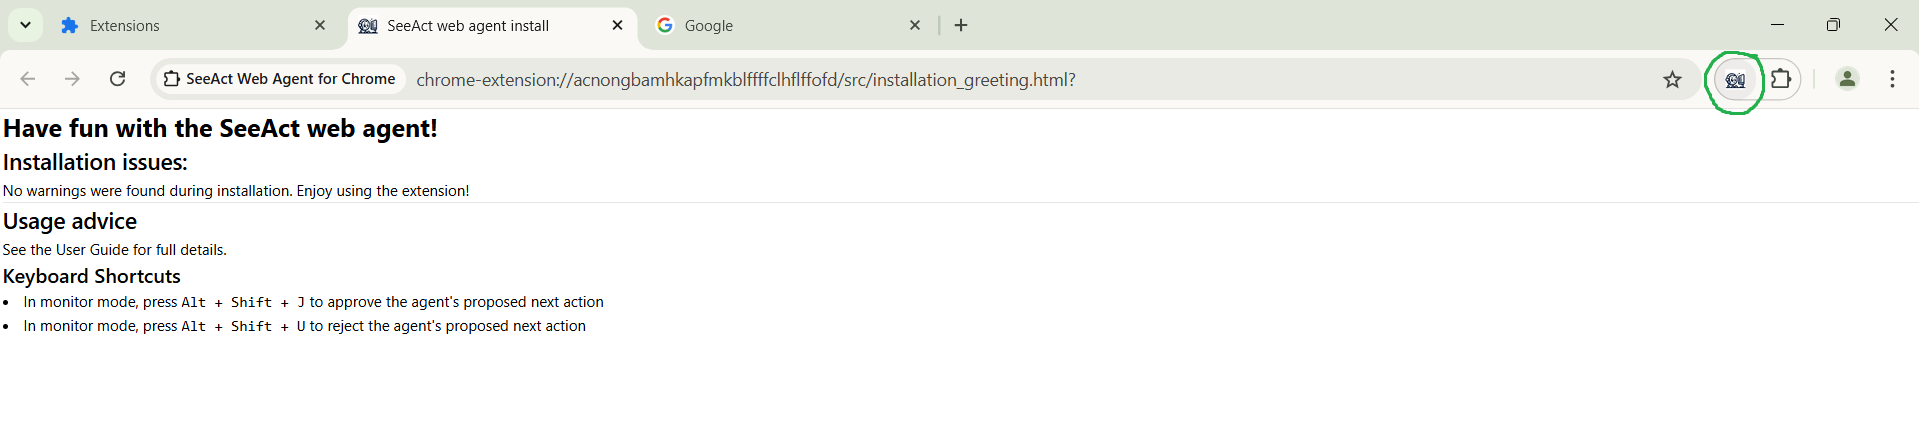 Extensions
SeeAct web agent install
Google
SeeAct Web Agent for Chrome
chrome-extension://acnongbamhkapfmkblffffclhflffofd/src/installation_greeting.html?
Have fun with the SeeAct web agent!
Installation issues:
No warnings were found during installation. Enjoy using the extension!
Usage advice
See the User Guide for full details.
Keyboard Shortcuts
• In monitor mode, press Alt + Shift + J to approve the agent's proposed next action
• In monitor mode, press Alt + Shift + U to reject the agent's proposed next action